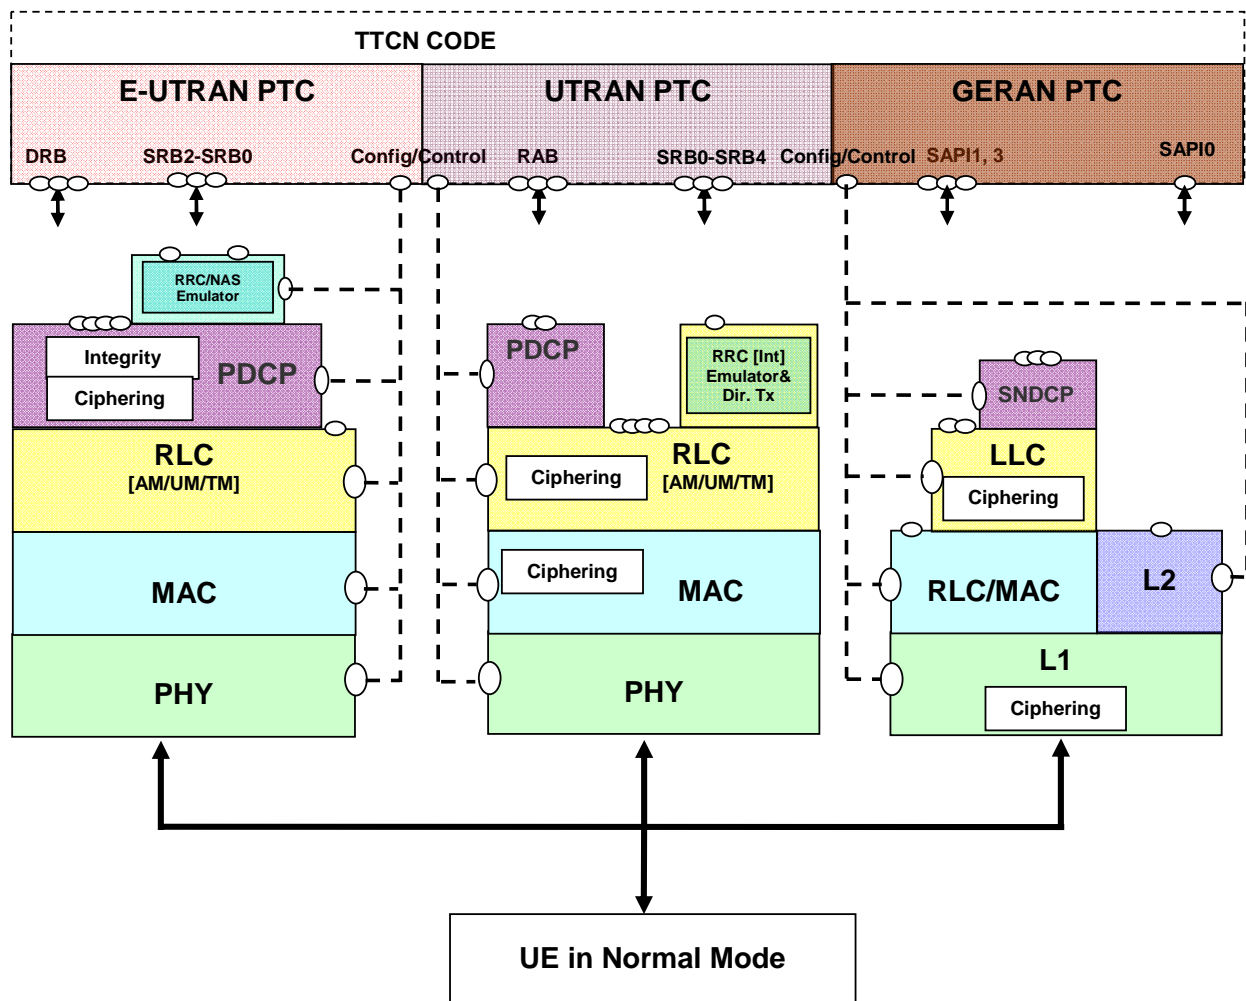 TTCN CODE
E-UTRAN PTC
UTRAN PTC
GERAN PTC
DRB
SRB2-SRB0
Config/Control
RAB
SRB0-SRB4
Config/Control
SAPI1, 3
SAPI0
RRC/NAS
Emulator
Integrity
Ciphering
PDCP
RLC
[AM/UM/TM]
MAC
PHY
PDCP
RRC [Int]
Emulator&
Dir. Tx
Ciphering
RLC
[AM/UM/TM]
Ciphering
MAC
PHY
SNDCP
LLC
Ciphering
RLC/MAC
L2
L1
Ciphering
UE in Normal Mode